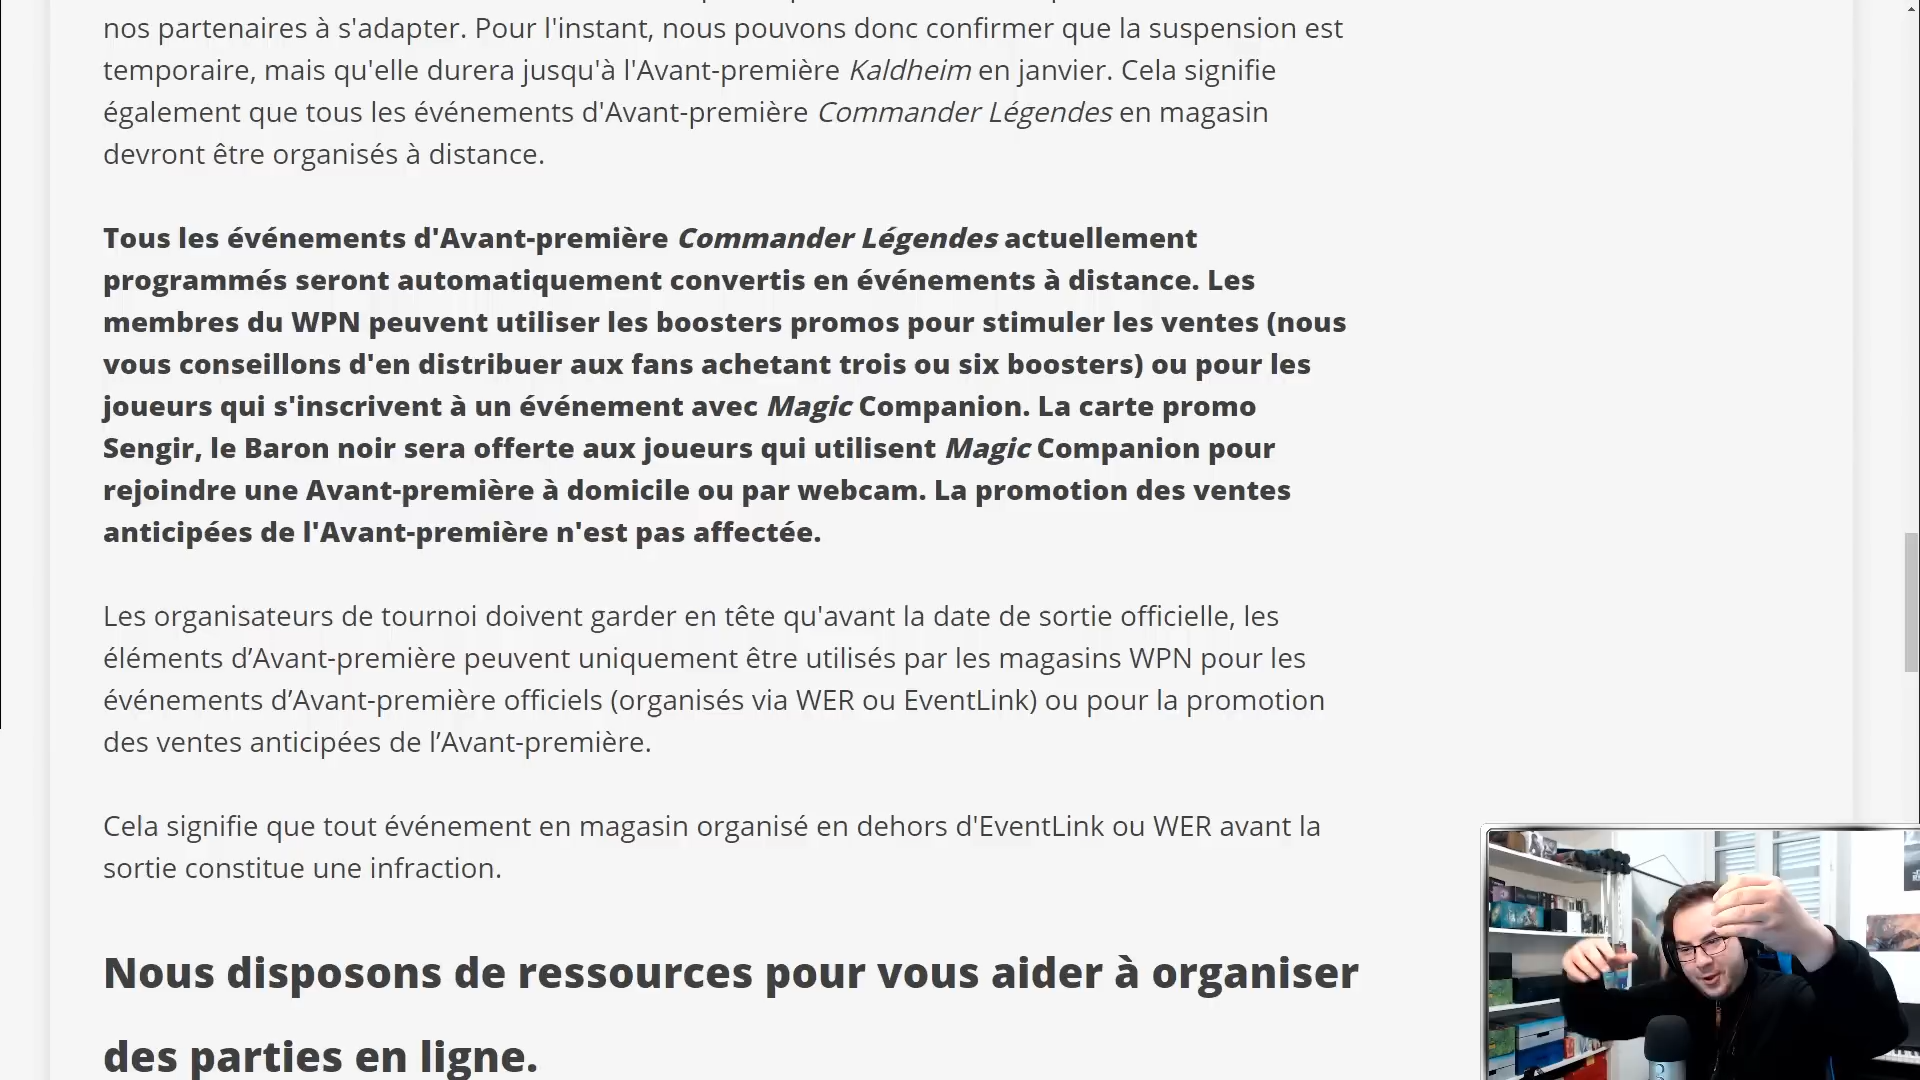 nos partenaires à s'adapter. Pour l'instant, nous pouvons donc confirmer que la suspension est
temporaire, mais qu'elle durera jusqu'à l'Avant-première Kaldheim en janvier. Cela signifie
également que tous les événements d'Avant-première Commander Légendes en magasin
devront être organisés à distance.
Tous les événements d'Avant-première Commander Légendes actuellement
programmés seront automatiquement convertis en événements à distance. Les
membres du WPN peuvent utiliser les boosters promos pour stimuler les ventes (nous
vous conseillons d'en distribuer aux fans achetant trois ou six boosters) ou pour les
joueurs qui s'inscrivent à un événement avec Magic Companion. La carte promo
Sengir, le Baron noir sera offerte aux joueurs qui utilisent Magic Companion pour
rejoindre une Avant-première à domicile ou par webcam. La promotion des ventes
anticipées de l'Avant-première n'est pas affectée.
Les organisateurs de tournoi doivent garder en tête qu'avant la date de sortie officielle, les
éléments d’Avant-première peuvent uniquement être utilisés par les magasins WPN pour les
événements d’Avant-première officiels (organisés via WER ou EventLink) ou pour la promotion
des ventes anticipées de l’Avant-première.
Cela signifie que tout événement en magasin organisé en dehors d'EventLink ou WER avant la
sortie constitue une infraction.
Nous disposons de ressources pour vous aider à organiser
des parties en ligne.